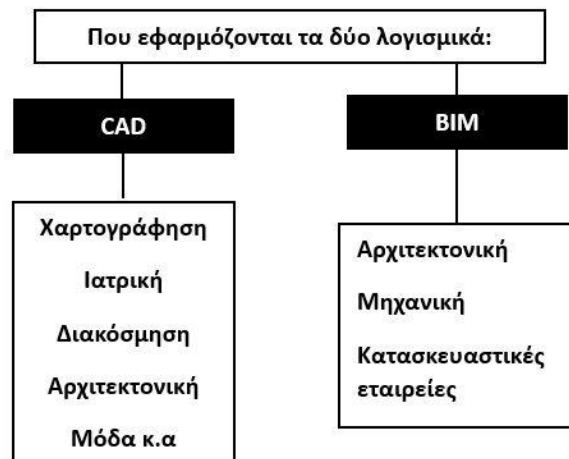 Που εφαρμόζονται τα δύο λογισμικά:
CAD
Χαρτογράφηση
Ιατρική
Διακόσμηση
Αρχιτεκτονική
Μόδα κ.α
BIM
Αρχιτεκτονική
Μηχανική
Κατασκευαστικές
εταιρείες